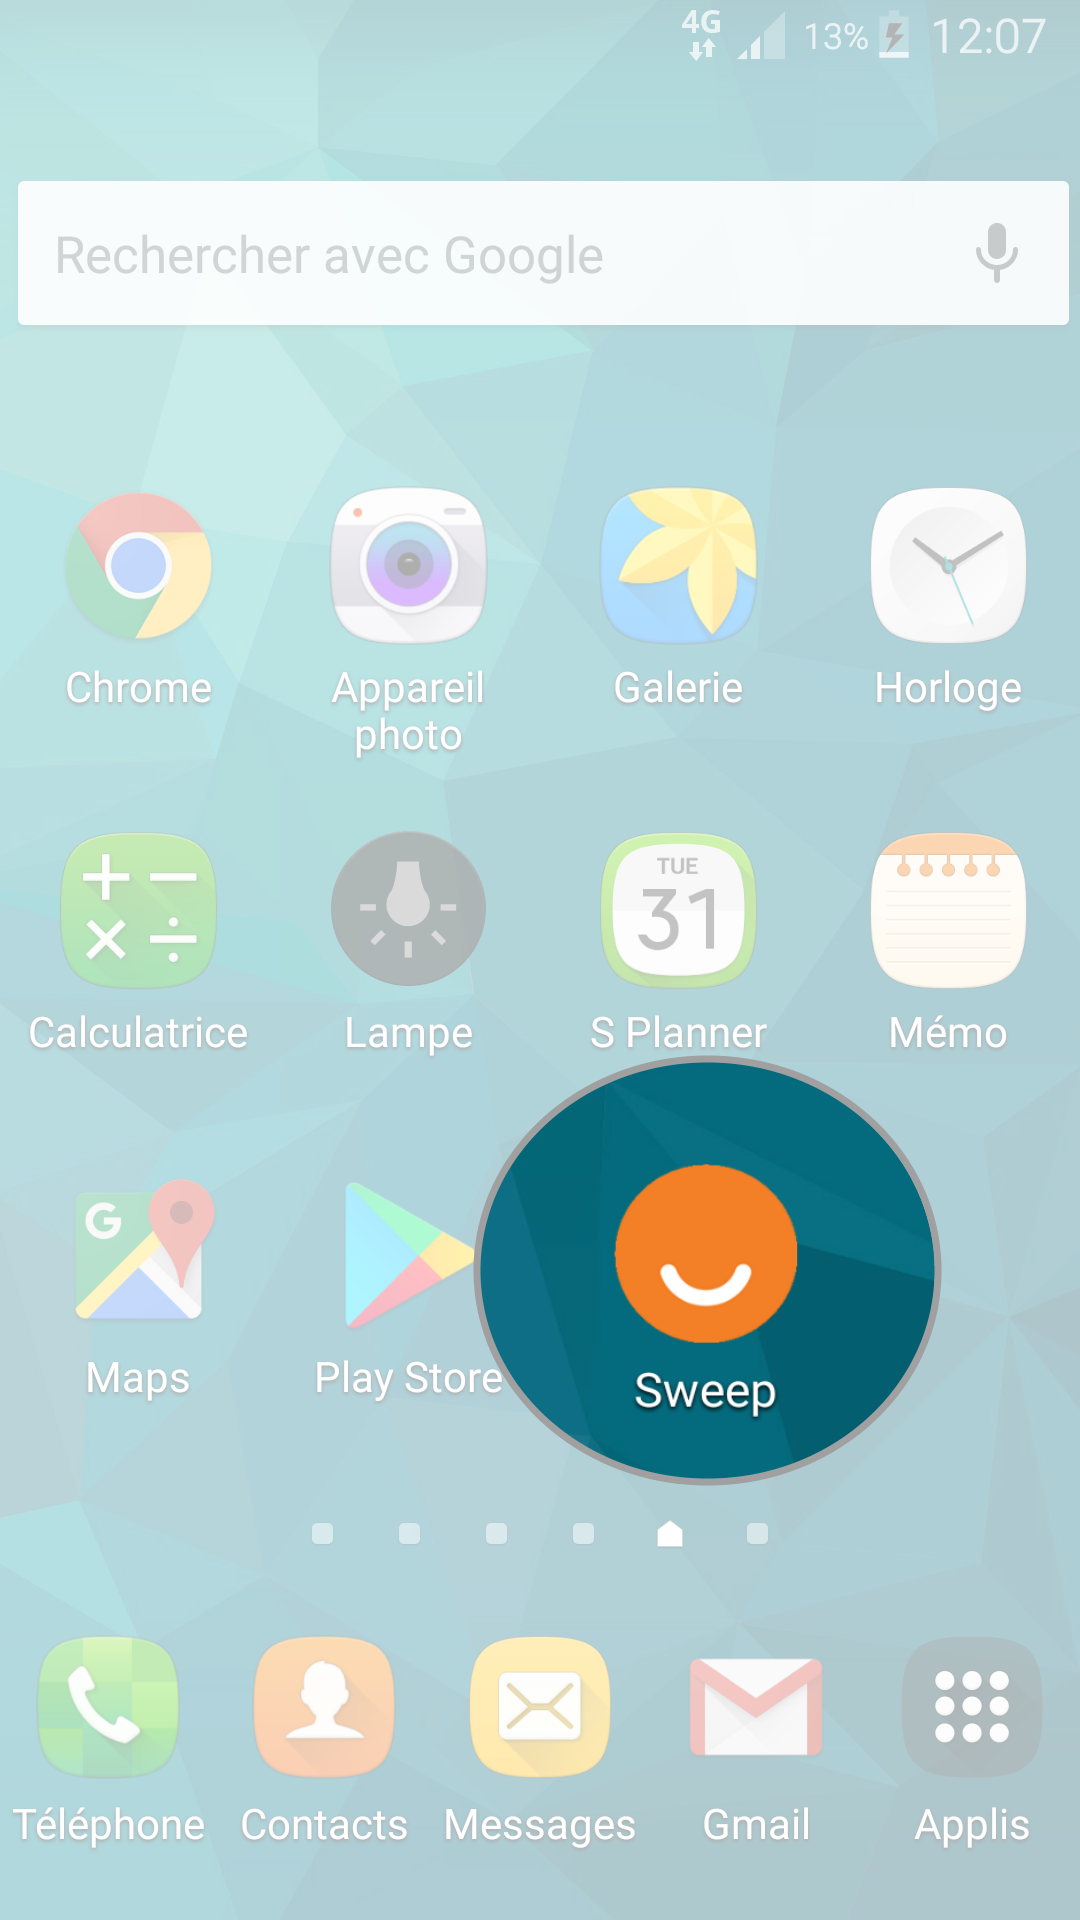 4G 13% 12:07
Rechercher avec Google
Chrome Appareil photo Galerie Horloge
TUE
31
Calculatrice Lampe S Planner Mémo
G
Maps Play Store Sweep
Téléphone Contacts Messages Gmail Applis